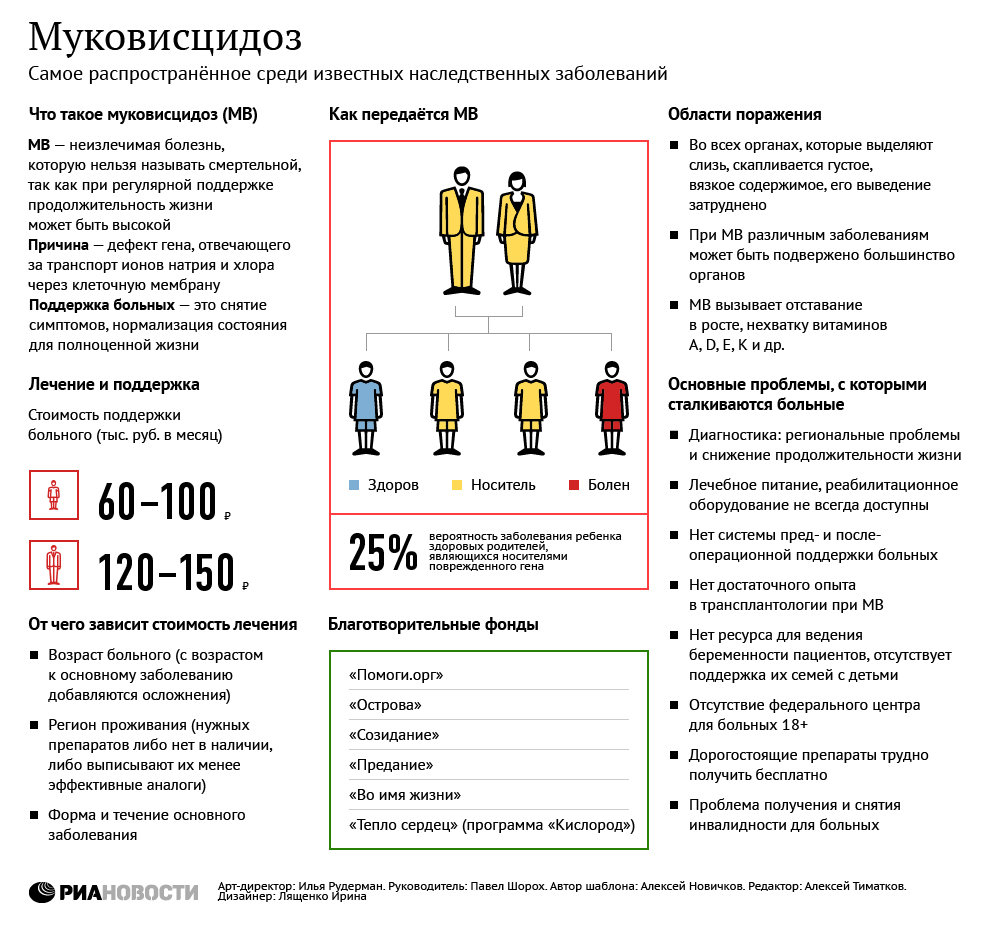 Муковисцидоз
Самое распространённое среди известных наследственных заболеваний
Что такое муковисцидоз (МВ)
МВ — неизлечимая болезнь,
которую нельзя называть смертельной,
так как при регулярной поддержке
продолжительность жизни
может быть высокой
Причина — дефект гена, отвечающего
за транспорт ионов натрия и хлора
через клеточную мембрану
Поддержка больных — это снятие
симптомов, нормализация состояния
для полноценной жизни
Лечение и поддержка
Стоимость поддержки
больного (тыс. руб. в месяц)
60–100 ₽
120–150 ₽
От чего зависит стоимость лечения
Возраст больного (с возрастом
к основному заболеванию
добавляются осложнения)
Регион проживания (нужных
препаратов либо нет в наличии,
либо выписывают их менее
эффективные аналоги)
Форма и течение основного
заболевания
Как передаётся МВ
Здоров
Носитель
Болен
25%
вероятность заболевания ребенка
здоровых родителей,
являющихся носителями
поврежденного гена
Благотворительные фонды
«Помоги.орг»
«Острова»
«Созидание»
«Предание»
«Во имя жизни»
«Тепло сердец» (программа «Кислород»)
Области поражения
Во всех органах, которые выделяют
слизь, скапливается густое,
вязкое содержимое, его выведение
затруднено
При МВ различным заболеваниям
может быть подвержено большинство
органов
МВ вызывает отставание
в росте, нехватку витаминов
A, D, E, K и др.
Основные проблемы, с которыми
сталкиваются больные
Диагностика: региональные проблемы
и снижение продолжительности жизни
Лечебное питание, реабилитационное
оборудование не всегда доступны
Нет системы пред- и после-
операционной поддержки больных
Нет достаточного опыта
в трансплантологии при МВ
Нет ресурса для ведения
беременности пациентов, отсутствует
поддержка их семей с детьми
Отсутствие федерального центра
для больных 18+
Дорогостоящие препараты трудно
получить бесплатно
Проблема получения и снятия
инвалидности для больных
РИАНОВОСТИ
Арт-директор: Илья Рудерман. Руководитель: Павел Шорох. Автор шаблона: Алексей Новичков. Редактор: Алексей Тиматков.
Дизайнер: Лященко Ирина